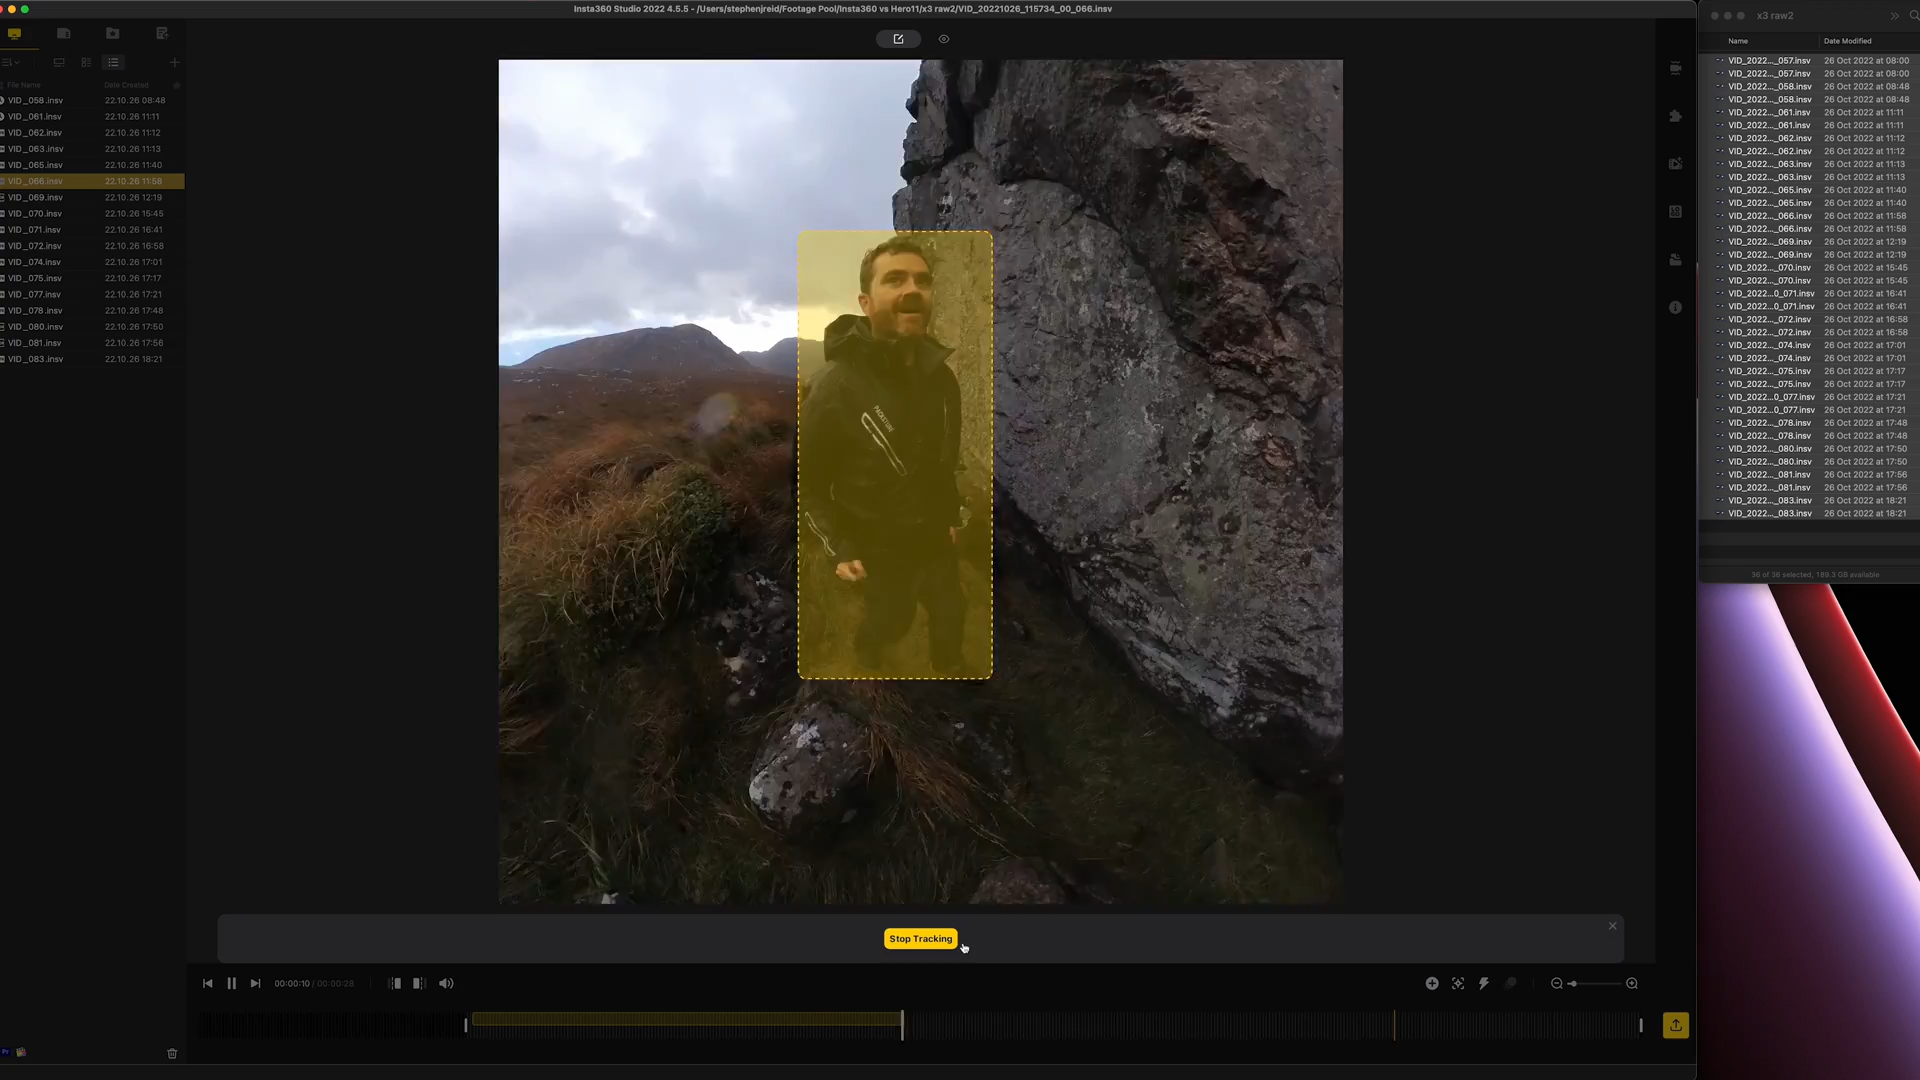 Insta360 Studio 2022 4.5.5 - /Users/stephenjreid/Footage Pool/Insta360 vs Hero11/x3 raw2/VID_20221026_115734_00_066.insv
File Name Date Created
VID_058.insv 22.10.26 08:48
VID_061.insv 22.10.26 11:11
VID_062.insv 22.10.26 11:12
VID_063.insv 22.10.26 11:13
VID_065.insv 22.10.26 11:40
VID_066.insv 22.10.26 11:58
VID_069.insv 22.10.26 12:19
VID_070.insv 22.10.26 15:45
VID_071.insv 22.10.26 16:41
VID_072.insv 22.10.26 16:58
VID_074.insv 22.10.26 17:01
VID_075.insv 22.10.26 17:17
VID_077.insv 22.10.26 17:21
VID_078.insv 22.10.26 17:48
VID_080.insv 22.10.26 17:50
VID_081.insv 22.10.26 17:56
VID_083.insv 22.10.26 18:21
Pr
Stop Tracking
00:00:10 / 00:00:28
x3 raw2
Name Date Modified
VID_2022..._057.insv 26 Oct 2022 at 08:00
VID_2022..._057.insv 26 Oct 2022 at 08:00
VID_2022..._058.insv 26 Oct 2022 at 08:48
VID_2022..._058.insv 26 Oct 2022 at 08:48
VID_2022..._061.insv 26 Oct 2022 at 11:11
VID_2022..._061.insv 26 Oct 2022 at 11:11
VID_2022..._062.insv 26 Oct 2022 at 11:12
VID_2022..._062.insv 26 Oct 2022 at 11:12
VID_2022..._063.insv 26 Oct 2022 at 11:13
VID_2022..._063.insv 26 Oct 2022 at 11:13
VID_2022..._065.insv 26 Oct 2022 at 11:40
VID_2022..._065.insv 26 Oct 2022 at 11:40
VID_2022..._066.insv 26 Oct 2022 at 11:58
VID_2022..._066.insv 26 Oct 2022 at 11:58
VID_2022..._069.insv 26 Oct 2022 at 12:19
VID_2022..._069.insv 26 Oct 2022 at 12:19
VID_2022..._070.insv 26 Oct 2022 at 15:45
VID_2022..._070.insv 26 Oct 2022 at 15:45
VID_2022...0_071.insv 26 Oct 2022 at 16:41
VID_2022...0_071.insv 26 Oct 2022 at 16:41
VID_2022..._072.insv 26 Oct 2022 at 16:58
VID_2022..._072.insv 26 Oct 2022 at 16:58
VID_2022..._074.insv 26 Oct 2022 at 17:01
VID_2022..._074.insv 26 Oct 2022 at 17:01
VID_2022..._075.insv 26 Oct 2022 at 17:17
VID_2022..._075.insv 26 Oct 2022 at 17:17
VID_2022...0_077.insv 26 Oct 2022 at 17:21
VID_2022...0_077.insv 26 Oct 2022 at 17:21
VID_2022..._078.insv 26 Oct 2022 at 17:48
VID_2022..._078.insv 26 Oct 2022 at 17:48
VID_2022..._080.insv 26 Oct 2022 at 17:50
VID_2022..._080.insv 26 Oct 2022 at 17:50
VID_2022..._081.insv 26 Oct 2022 at 17:56
VID_2022..._081.insv 26 Oct 2022 at 17:56
VID_2022..._083.insv 26 Oct 2022 at 18:21
VID_2022..._083.insv 26 Oct 2022 at 18:21
36 of 36 selected, 189.3 GB available